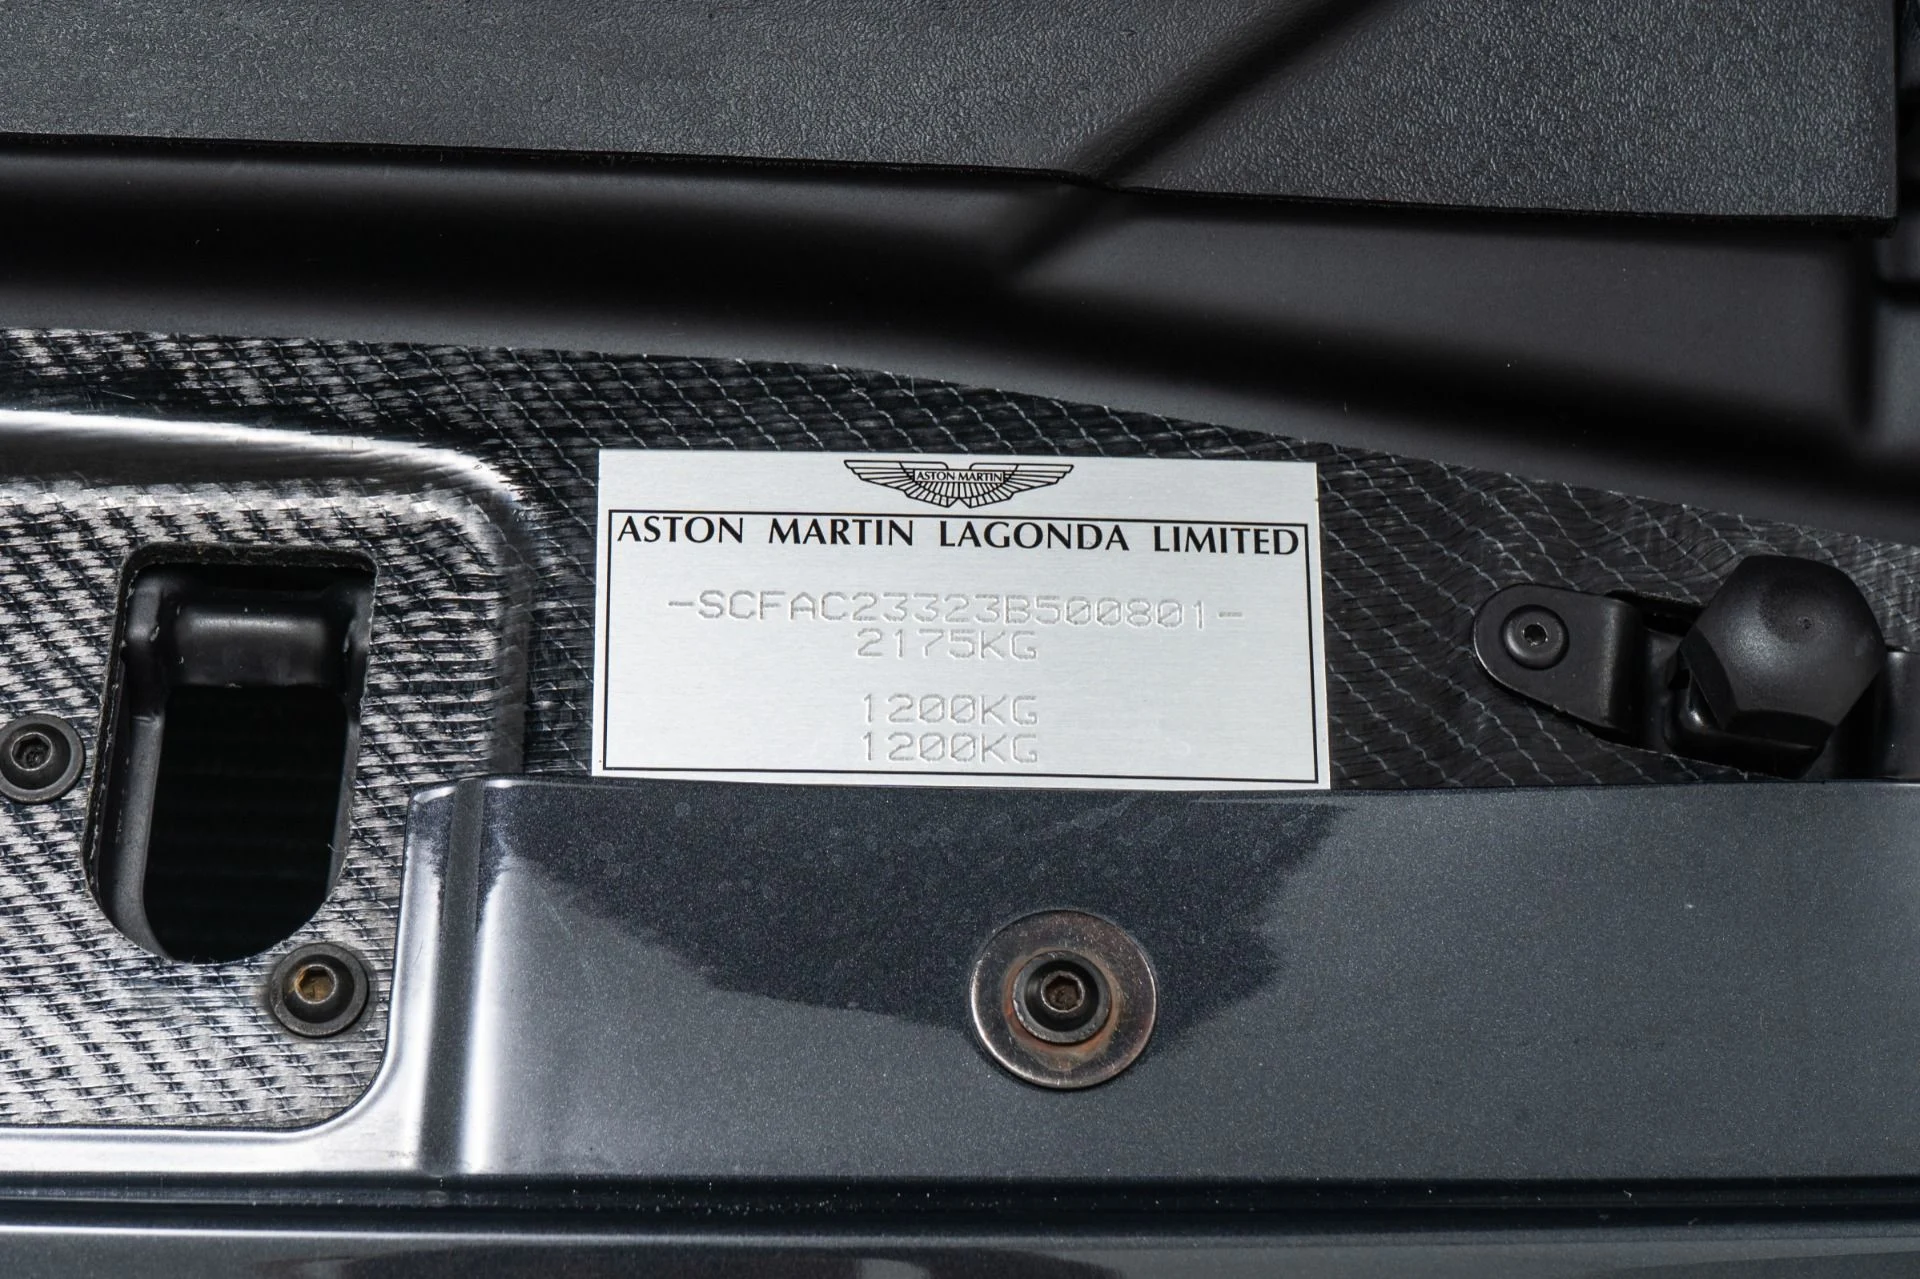 ASTON MARTIN
ASTON MARTIN LAGONDA LIMITED
-SCFAC23323B500801-
2175KG
1200KG
1200KG